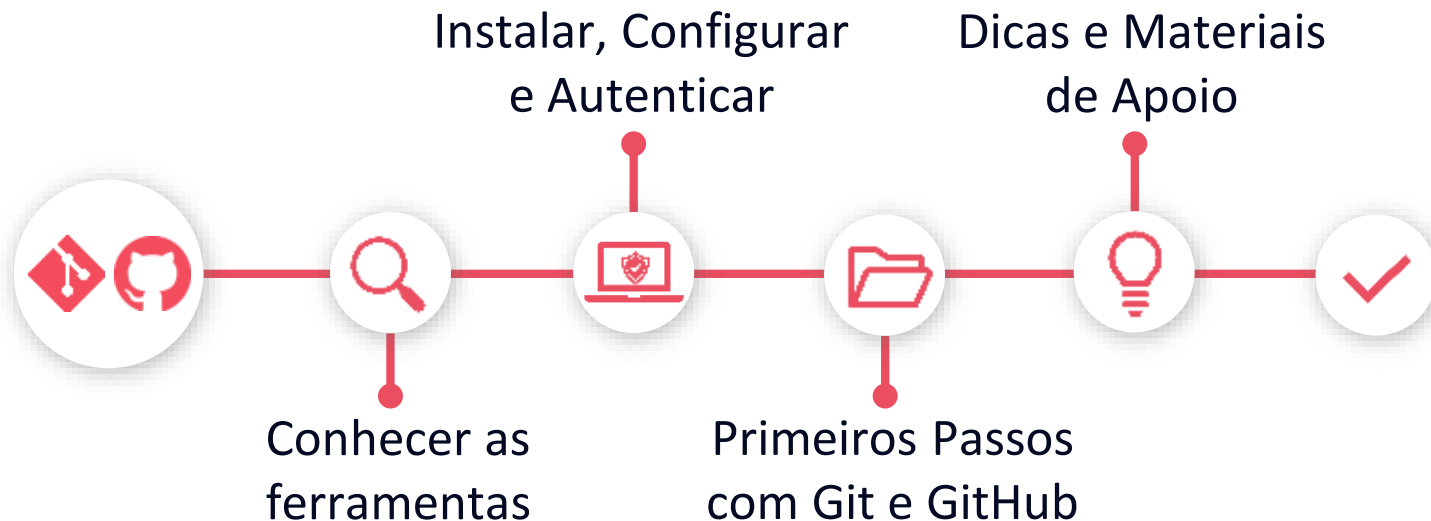 Instalar, Configurar
e Autenticar
Dicas e Materiais
de Apoio
Conhecer as
ferramentas
Primeiros Passos
com Git e GitHub